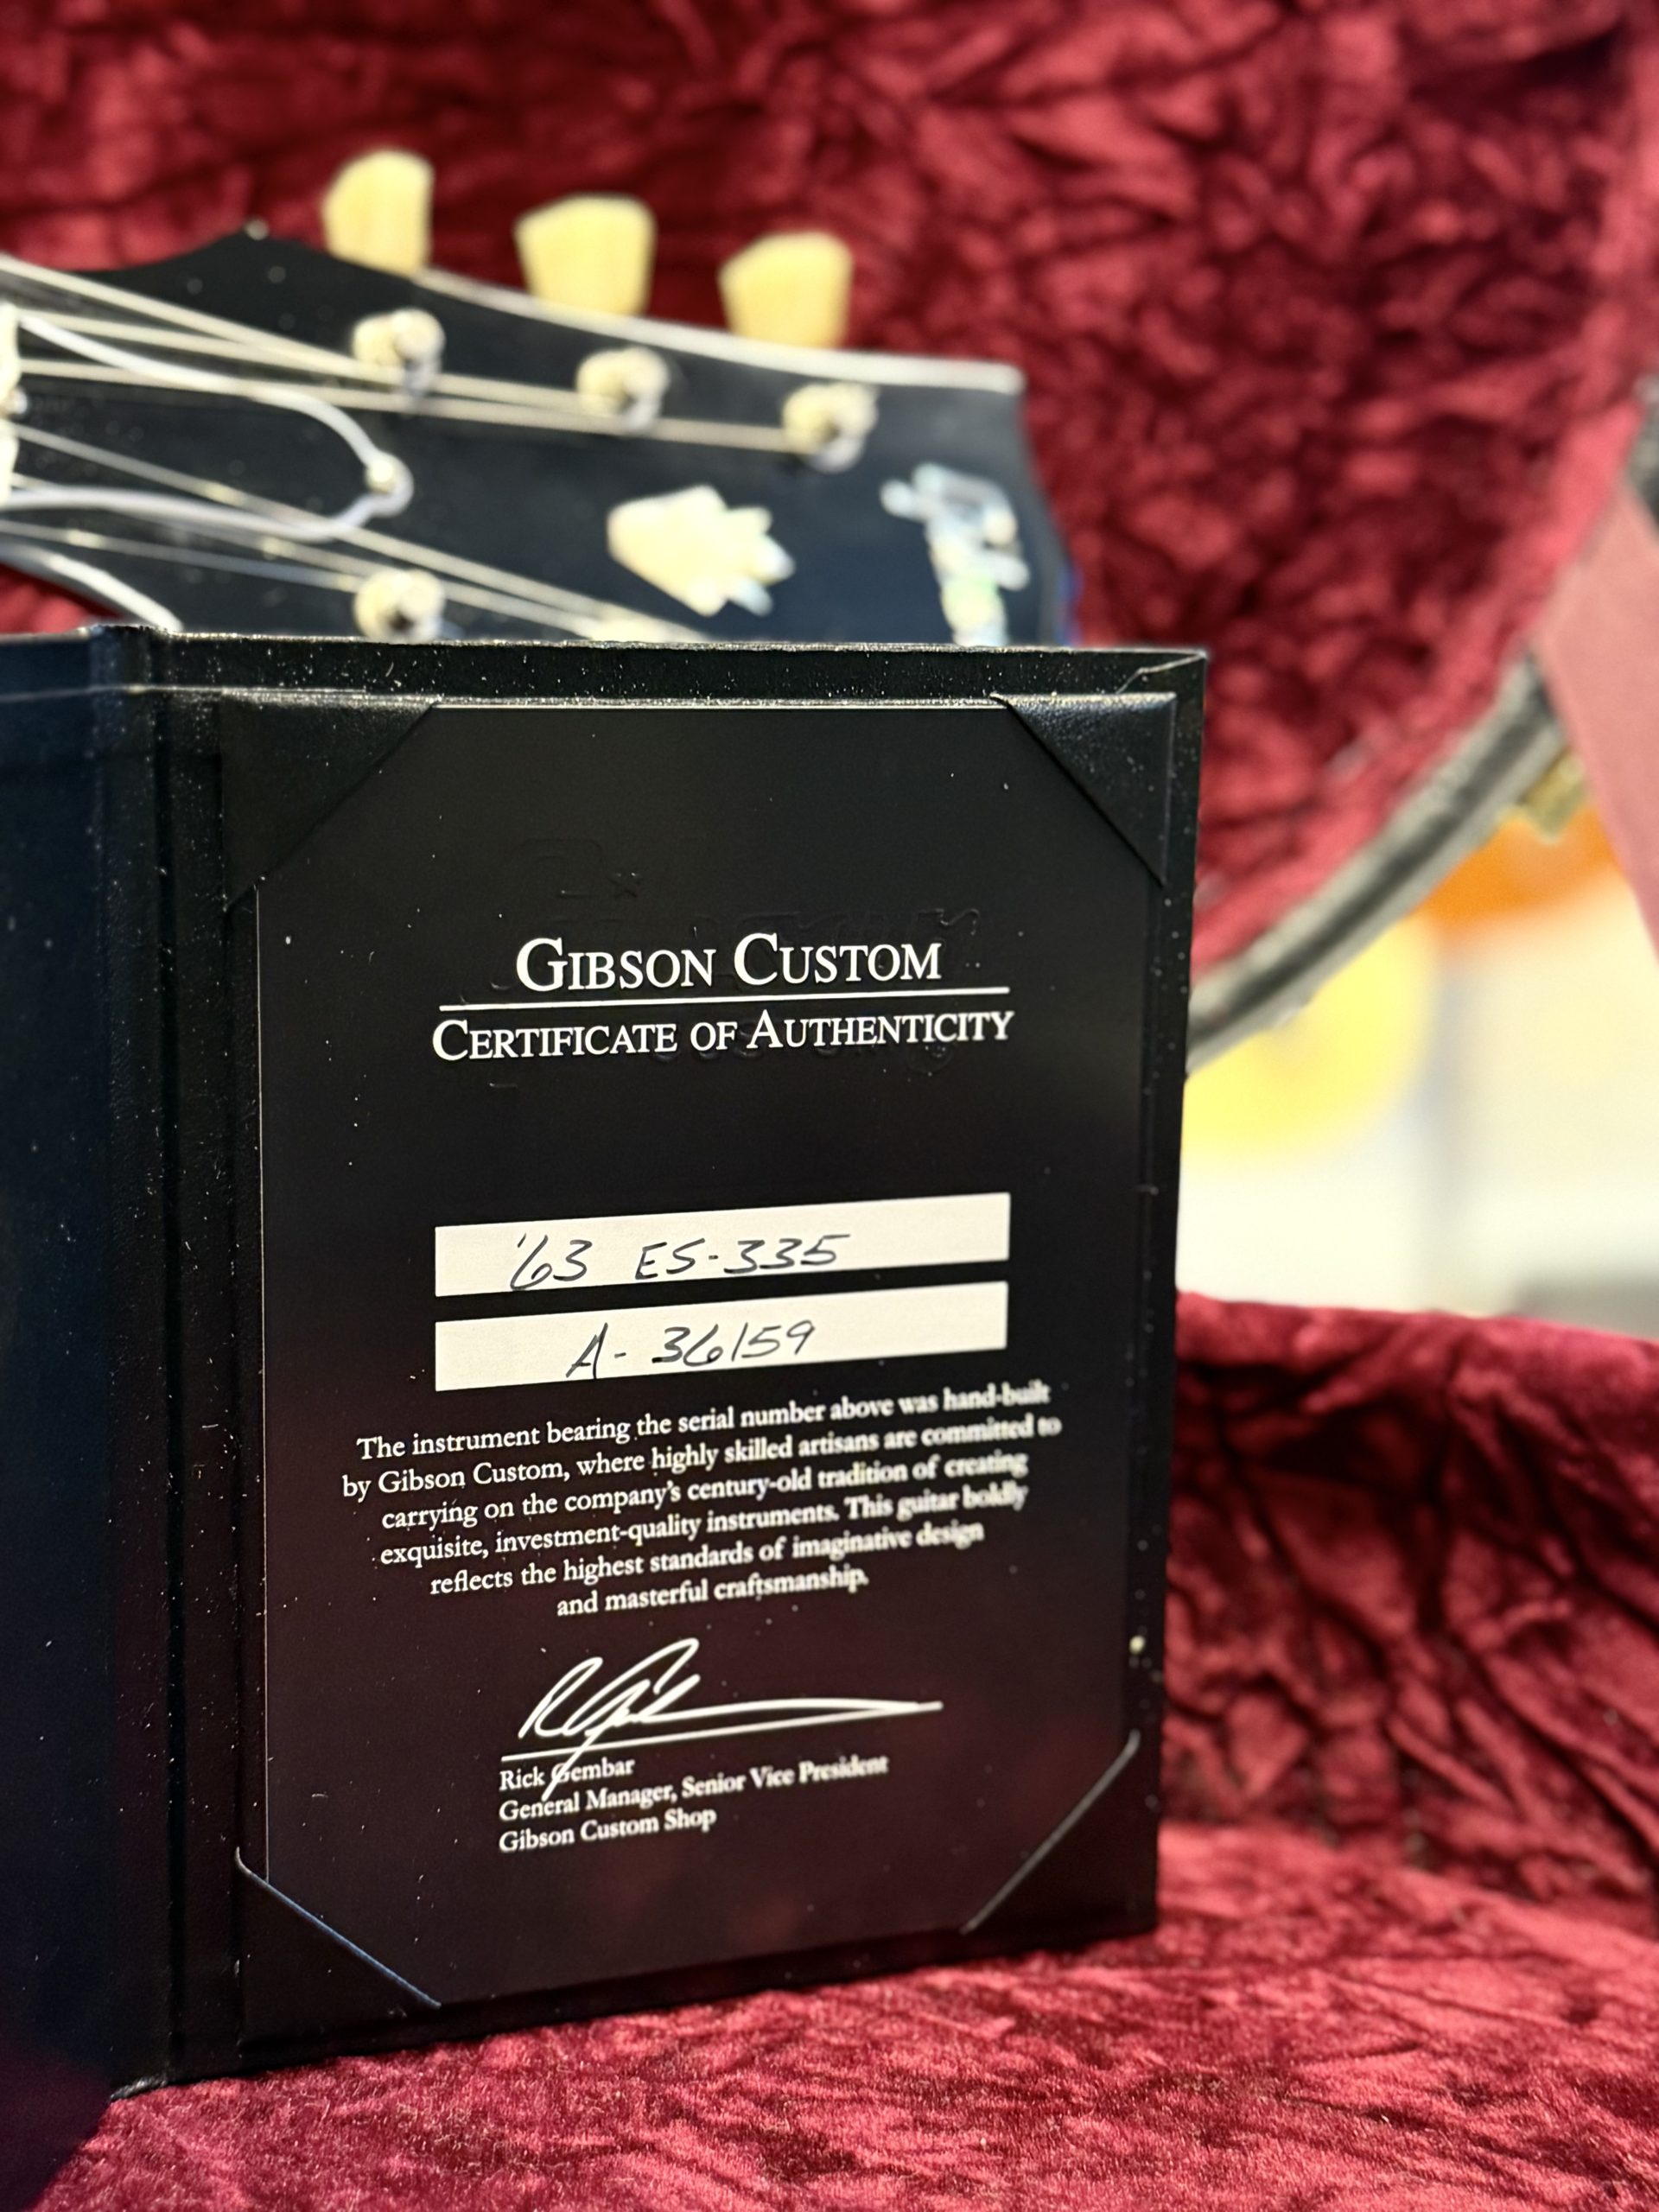 GIBSON CUSTOM
CERTIFICATE OF AUTHENTICITY
'63 ES-335
A-36159
The instrument bearing the serial number above was hand-built
by Gibson Custom, where highly skilled artisans are committed to
carrying on the company's century-old tradition of creating
exquisite, investment-quality instruments. This guitar boldly
reflects the highest standards of imaginative design
and masterful craftsmanship.
Rick Gembar
General Manager, Senior Vice President
Gibson Custom Shop